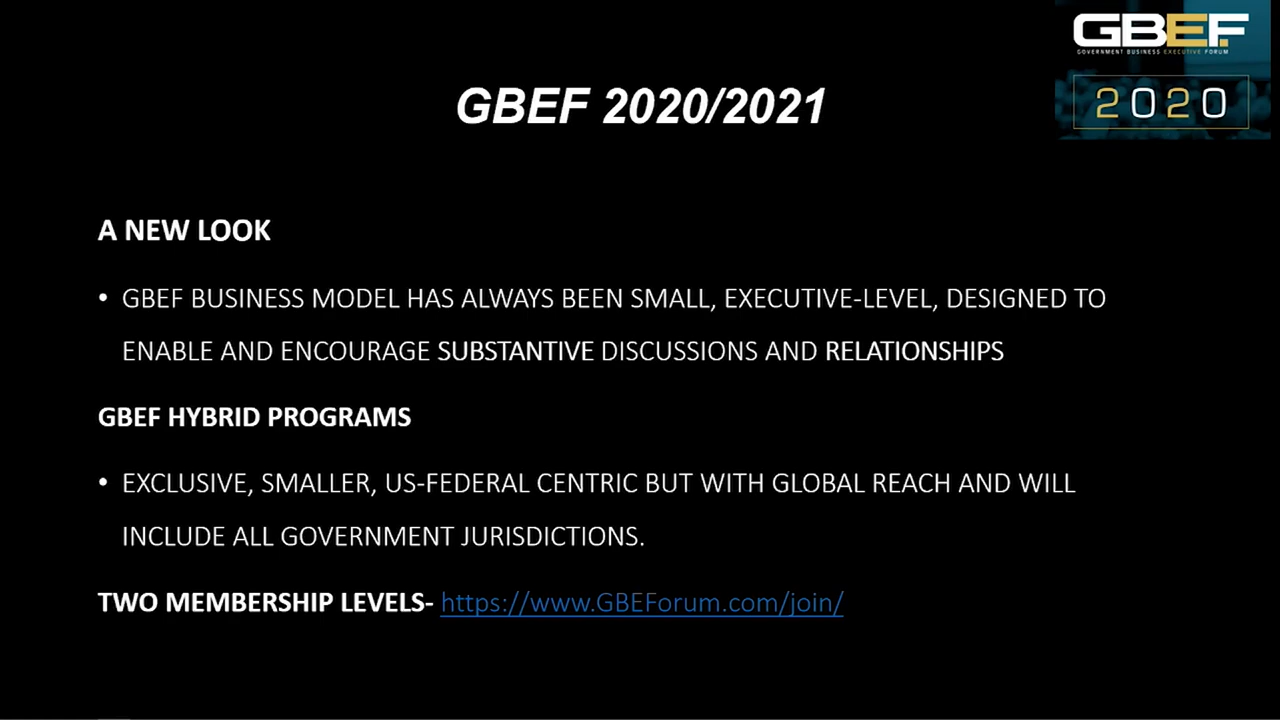 GBEF
GOVERNMENT BUSINESS EXECUTIVE FORUM
2020
GBEF 2020/2021
A NEW LOOK
• GBEF BUSINESS MODEL HAS ALWAYS BEEN SMALL, EXECUTIVE-LEVEL, DESIGNED TO
ENABLE AND ENCOURAGE SUBSTANTIVE DISCUSSIONS AND RELATIONSHIPS
GBEF HYBRID PROGRAMS
• EXCLUSIVE, SMALLER, US-FEDERAL CENTRIC BUT WITH GLOBAL REACH AND WILL
INCLUDE ALL GOVERNMENT JURISDICTIONS.
TWO MEMBERSHIP LEVELS- https://www.GBEForum.com/join/